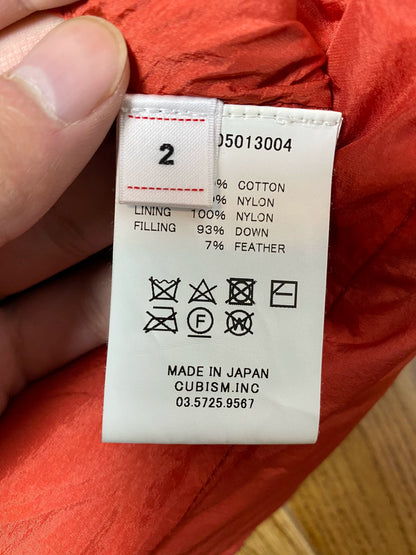 2
05013004
% COTTON
% NYLON
LINING 100% NYLON
FILLING 93% DOWN
7% FEATHER
F W
MADE IN JAPAN
CUBISM.INC
03.5725.9567